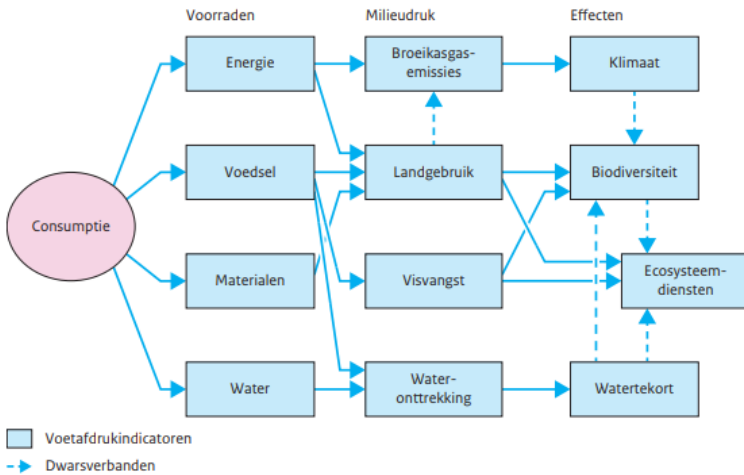 Voorraden
Milieudruk
Effecten
Energie
Broeikasgas-
emissies
Klimaat
Voedsel
Landgebruik
Biodiversiteit
Consumptie
Materialen
Visvangst
Ecosysteem-
diensten
Water
Water-
onttrekking
Watertekort
Voetafdrukindicatoren
Dwarsverbanden